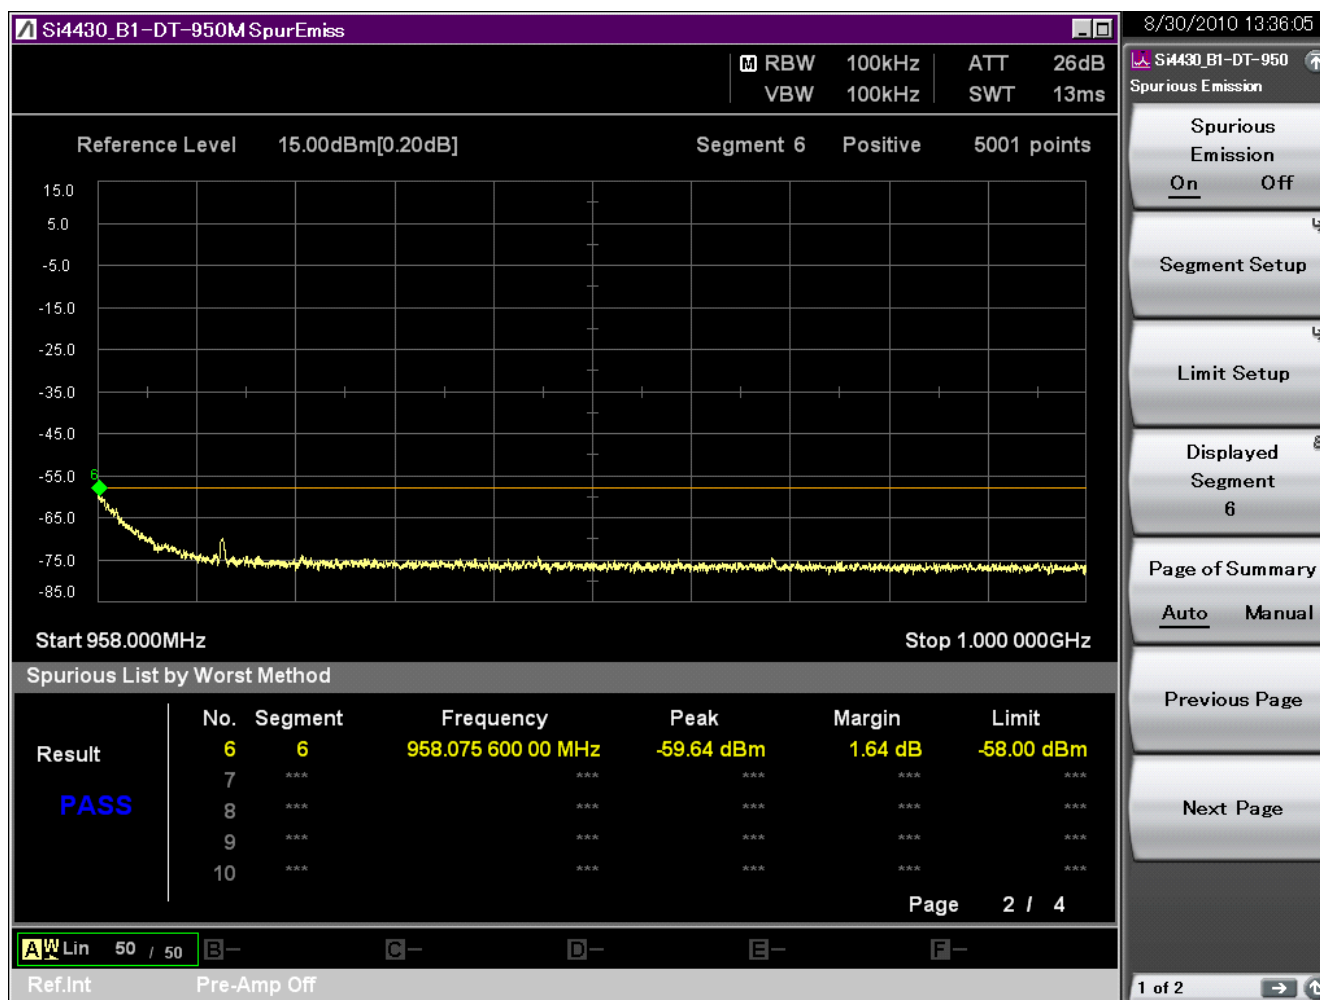 Si4430_B1-DT-950M SpurEmiss
8/30/2010 13:36:05
M RBW 100kHz ATT 26dB
VBW 100kHz SWT 13ms
Reference Level 15.00dBm[0.20dB] Segment 6 Positive 5001 points
15.0
5.0
-5.0
-15.0
-25.0
-35.0
-45.0
-55.0
6
-65.0
-75.0
-85.0
Start 958.000MHz Stop 1.000 000GHz
Spurious List by Worst Method
No. Segment Frequency Peak Margin Limit
Result
PASS
6 6 958.075 600 00 MHz -59.64 dBm 1.64 dB -58.00 dBm
7 *** *** *** *** ***
8 *** *** *** *** ***
9 *** *** *** *** ***
10 *** *** *** *** ***
Page 2 / 4
A W Lin 50 / 50 B- C- D- E- F-
Ref.Int Pre-Amp Off
Si4430_B1-DT-950
Spurious Emission
Spurious
Emission
On Off
Segment Setup
Limit Setup
Displayed
Segment
6
Page of Summary
Auto Manual
Previous Page
Next Page
1 of 2